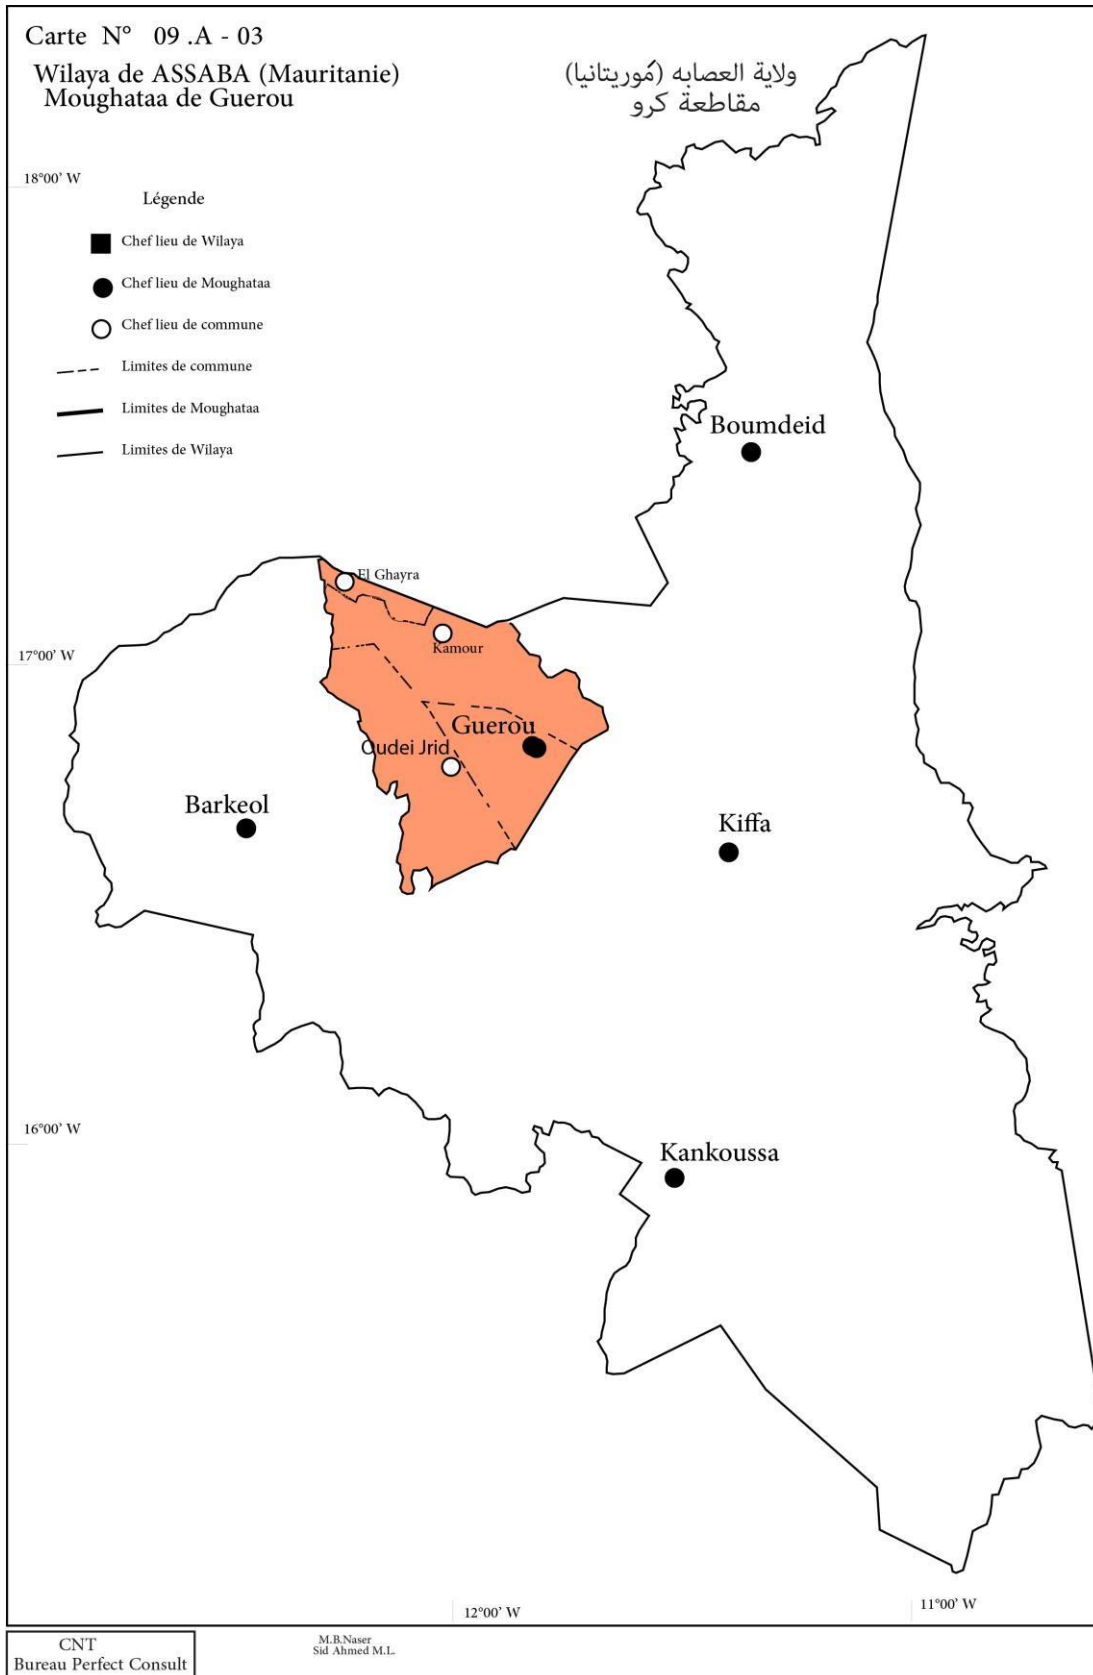 Carte N° 09 .A - 03
Wilaya de ASSABA (Mauritanie)
Moughataa de Guerou
ولاية العصابه (مُوريتانيا)
مقاطعة كرو
18°00' W
Légende
Chef lieu de Wilaya
Chef lieu de Moughataa
Chef lieu de commune
Limites de commune
Limites de Moughataa
Limites de Wilaya
Boumdeid
El Ghayra
Kamour
17°00' W
Guerou
Oudei Jrid
Barkeol
Kiffa
16°00' W
Kankoussa
12°00' W
11°00' W
CNT
Bureau Perfect Consult
M.B.Naser
Sid Ahmed M.L.